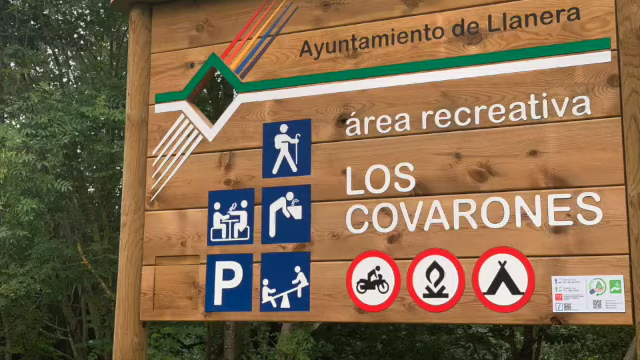 Ayuntamiento de Llanera
área recreativa
LOS
COVARONES
P